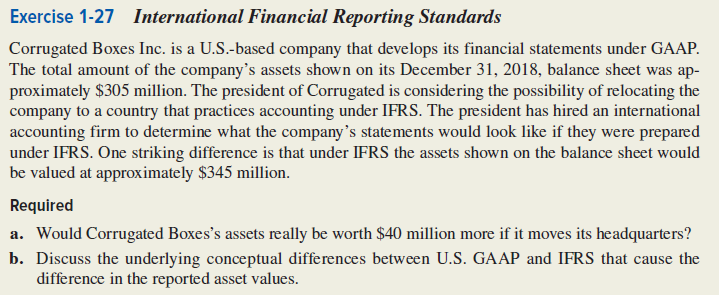 Exercise 1-27 International Financial Reporting Standards
Corrugated Boxes Inc. is a U.S.-based company that develops its financial statements under GAAP.
The total amount of the company's assets shown on its December 31, 2018, balance sheet was ap-
proximately $305 million. The president of Corrugated is considering the possibility of relocating the
company to a country that practices accounting under IFRS. The president has hired an international
accounting firm to determine what the company's statements would look like if they were prepared
under IFRS. One striking difference is that under IFRS the assets shown on the balance sheet would
be valued at approximately $345 million.
Required
a. Would Corrugated Boxes's assets really be worth $40 million more if it moves its headquarters?
b. Discuss the underlying conceptual differences between U.S. GAAP and IFRS that cause the
difference in the reported asset values.